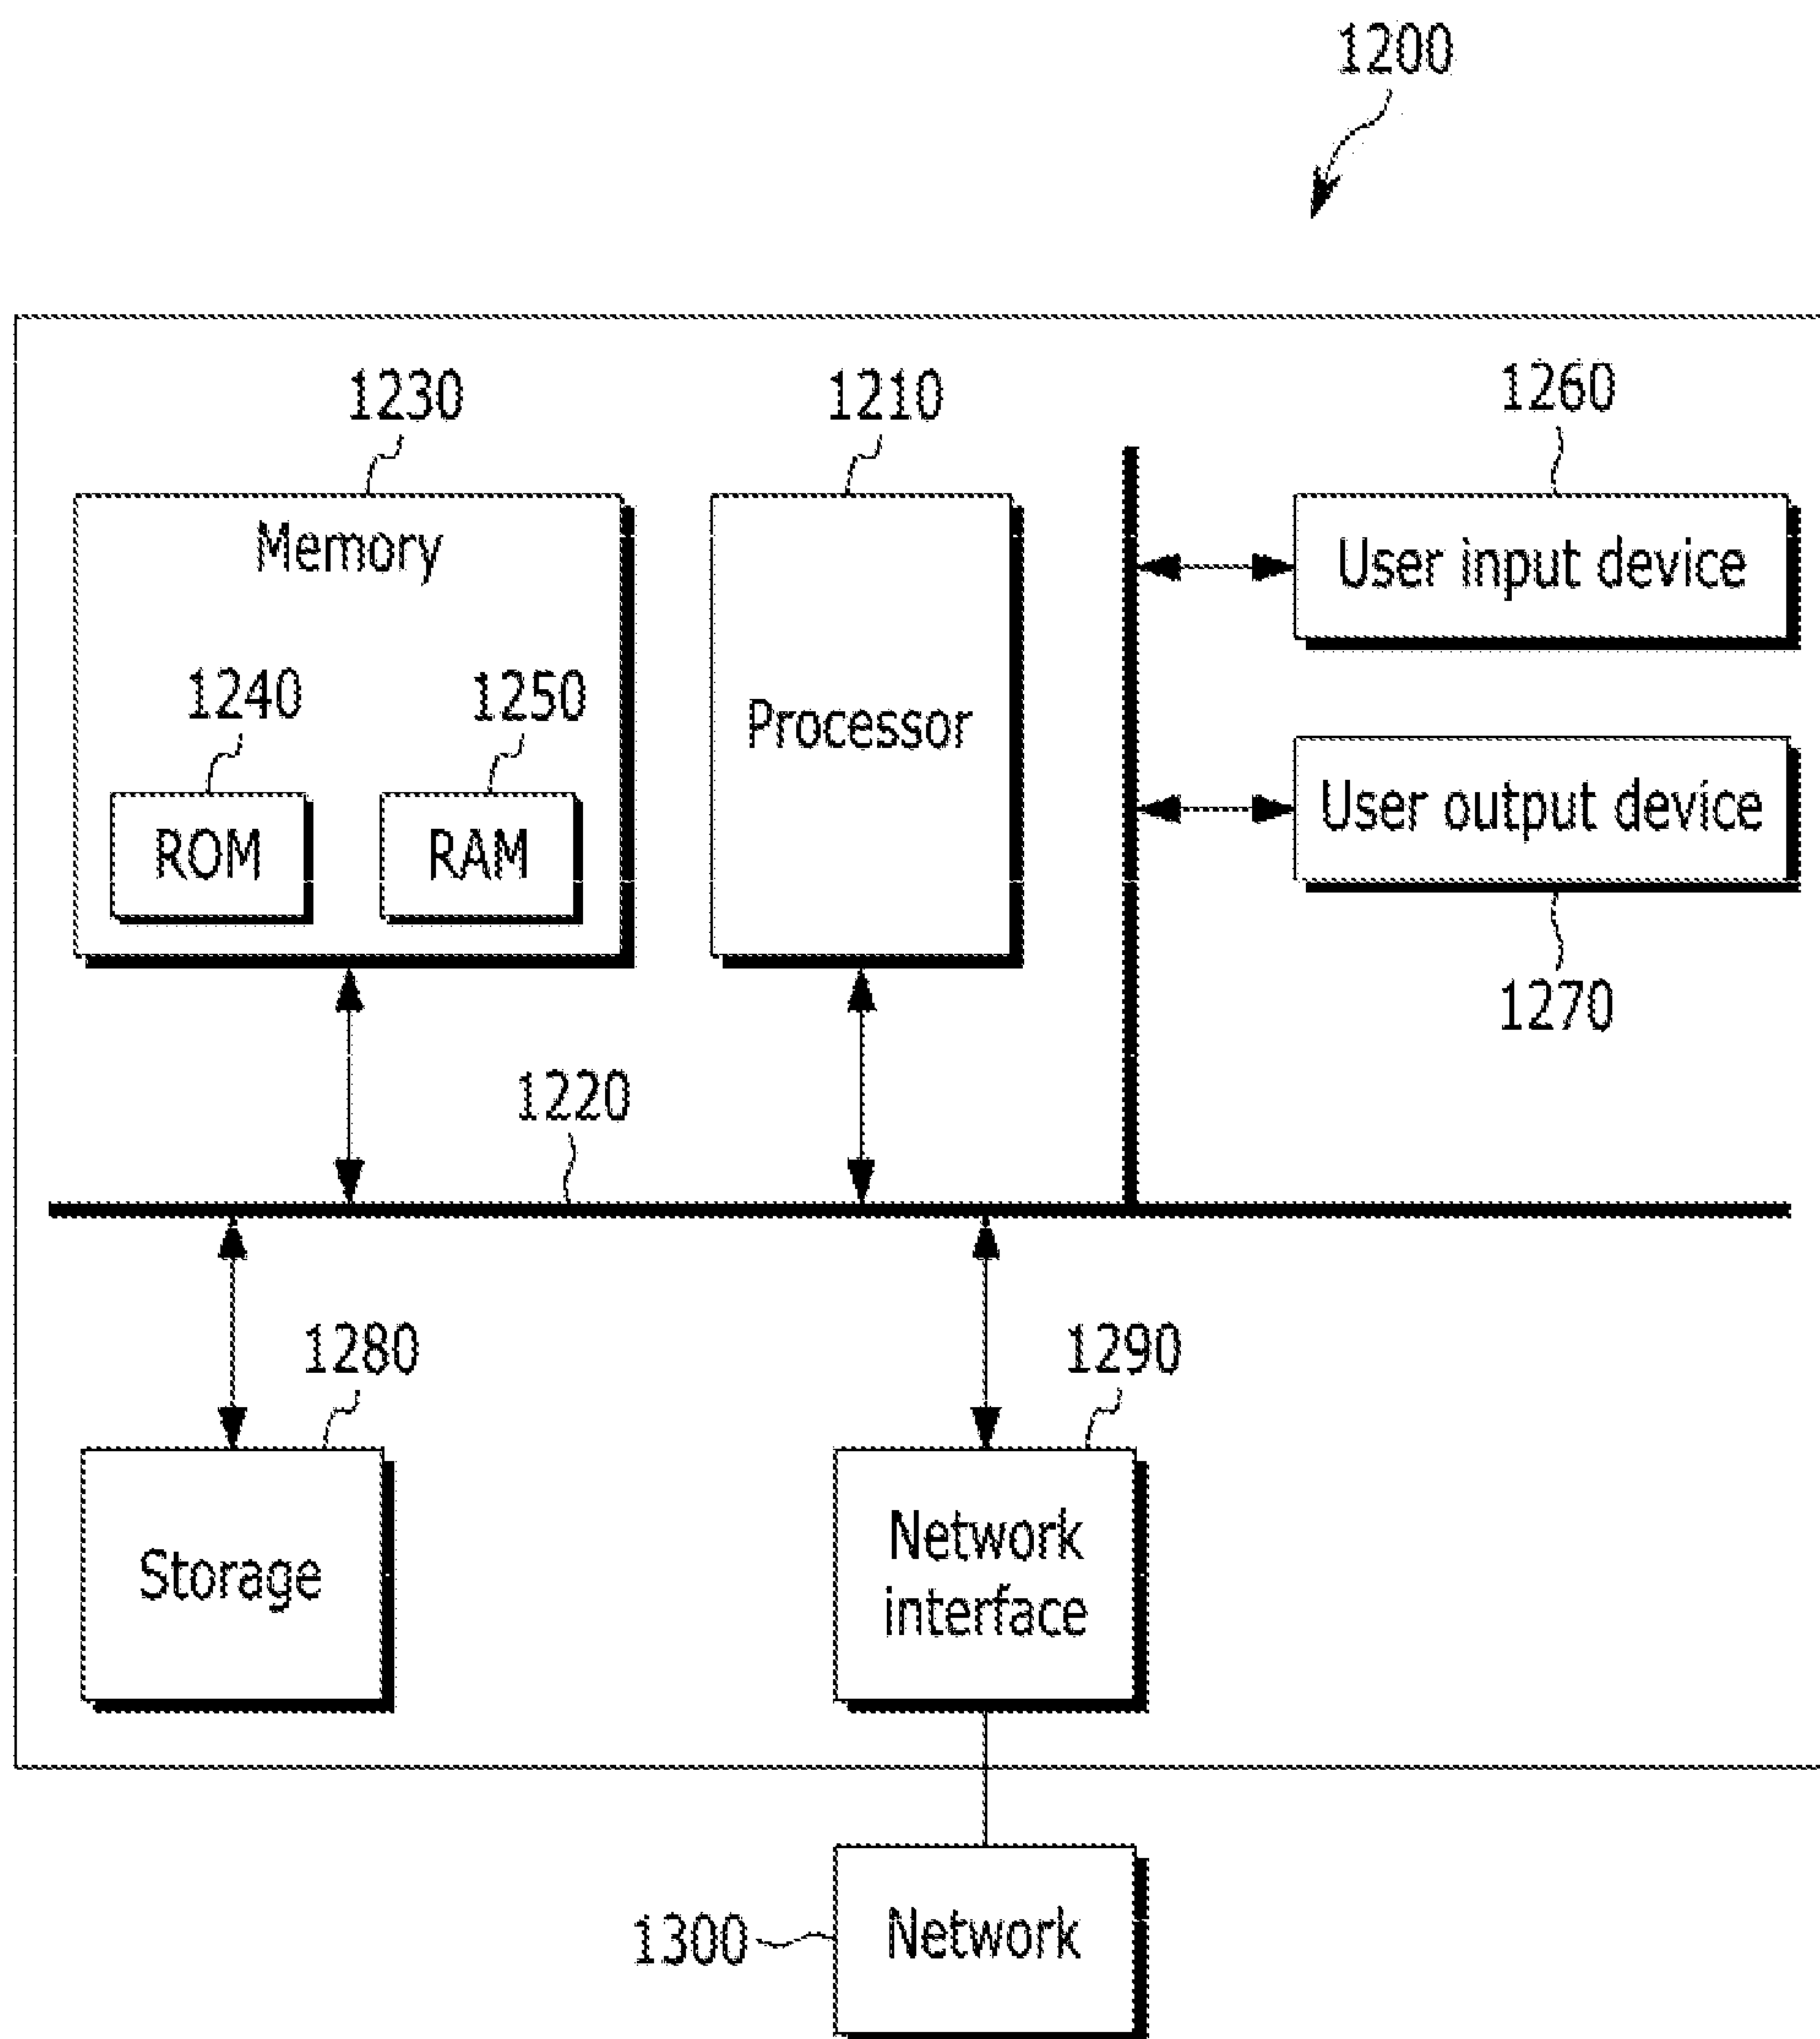 1200
1230
1210
1260
Memory
User input device
1240
1250
Processor
ROM
RAM
User output device
1270
1220
1280
1290
Storage
Network
interface
1300
Network